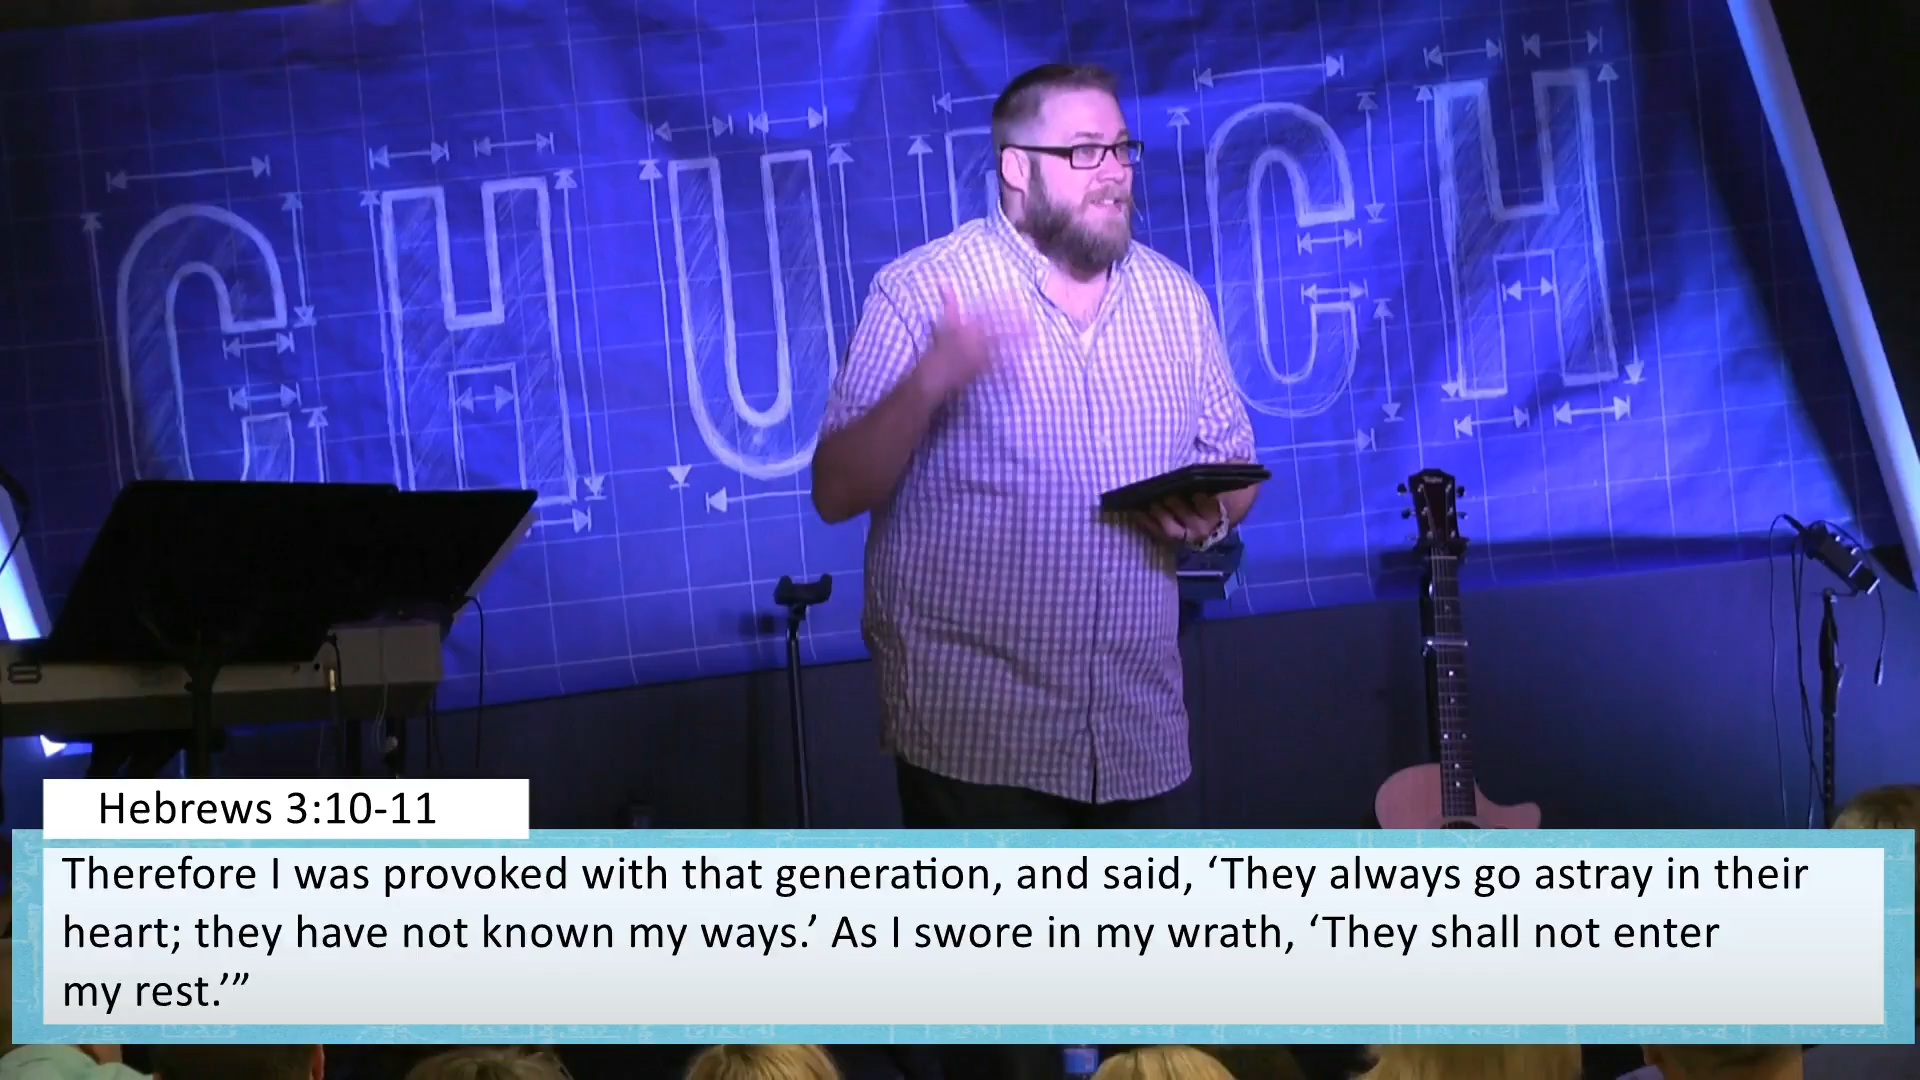 CHURCH
Hebrews 3:10-11
Therefore I was provoked with that generation, and said, ‘They always go astray in their
heart; they have not known my ways.’ As I swore in my wrath, ‘They shall not enter
my rest.’”